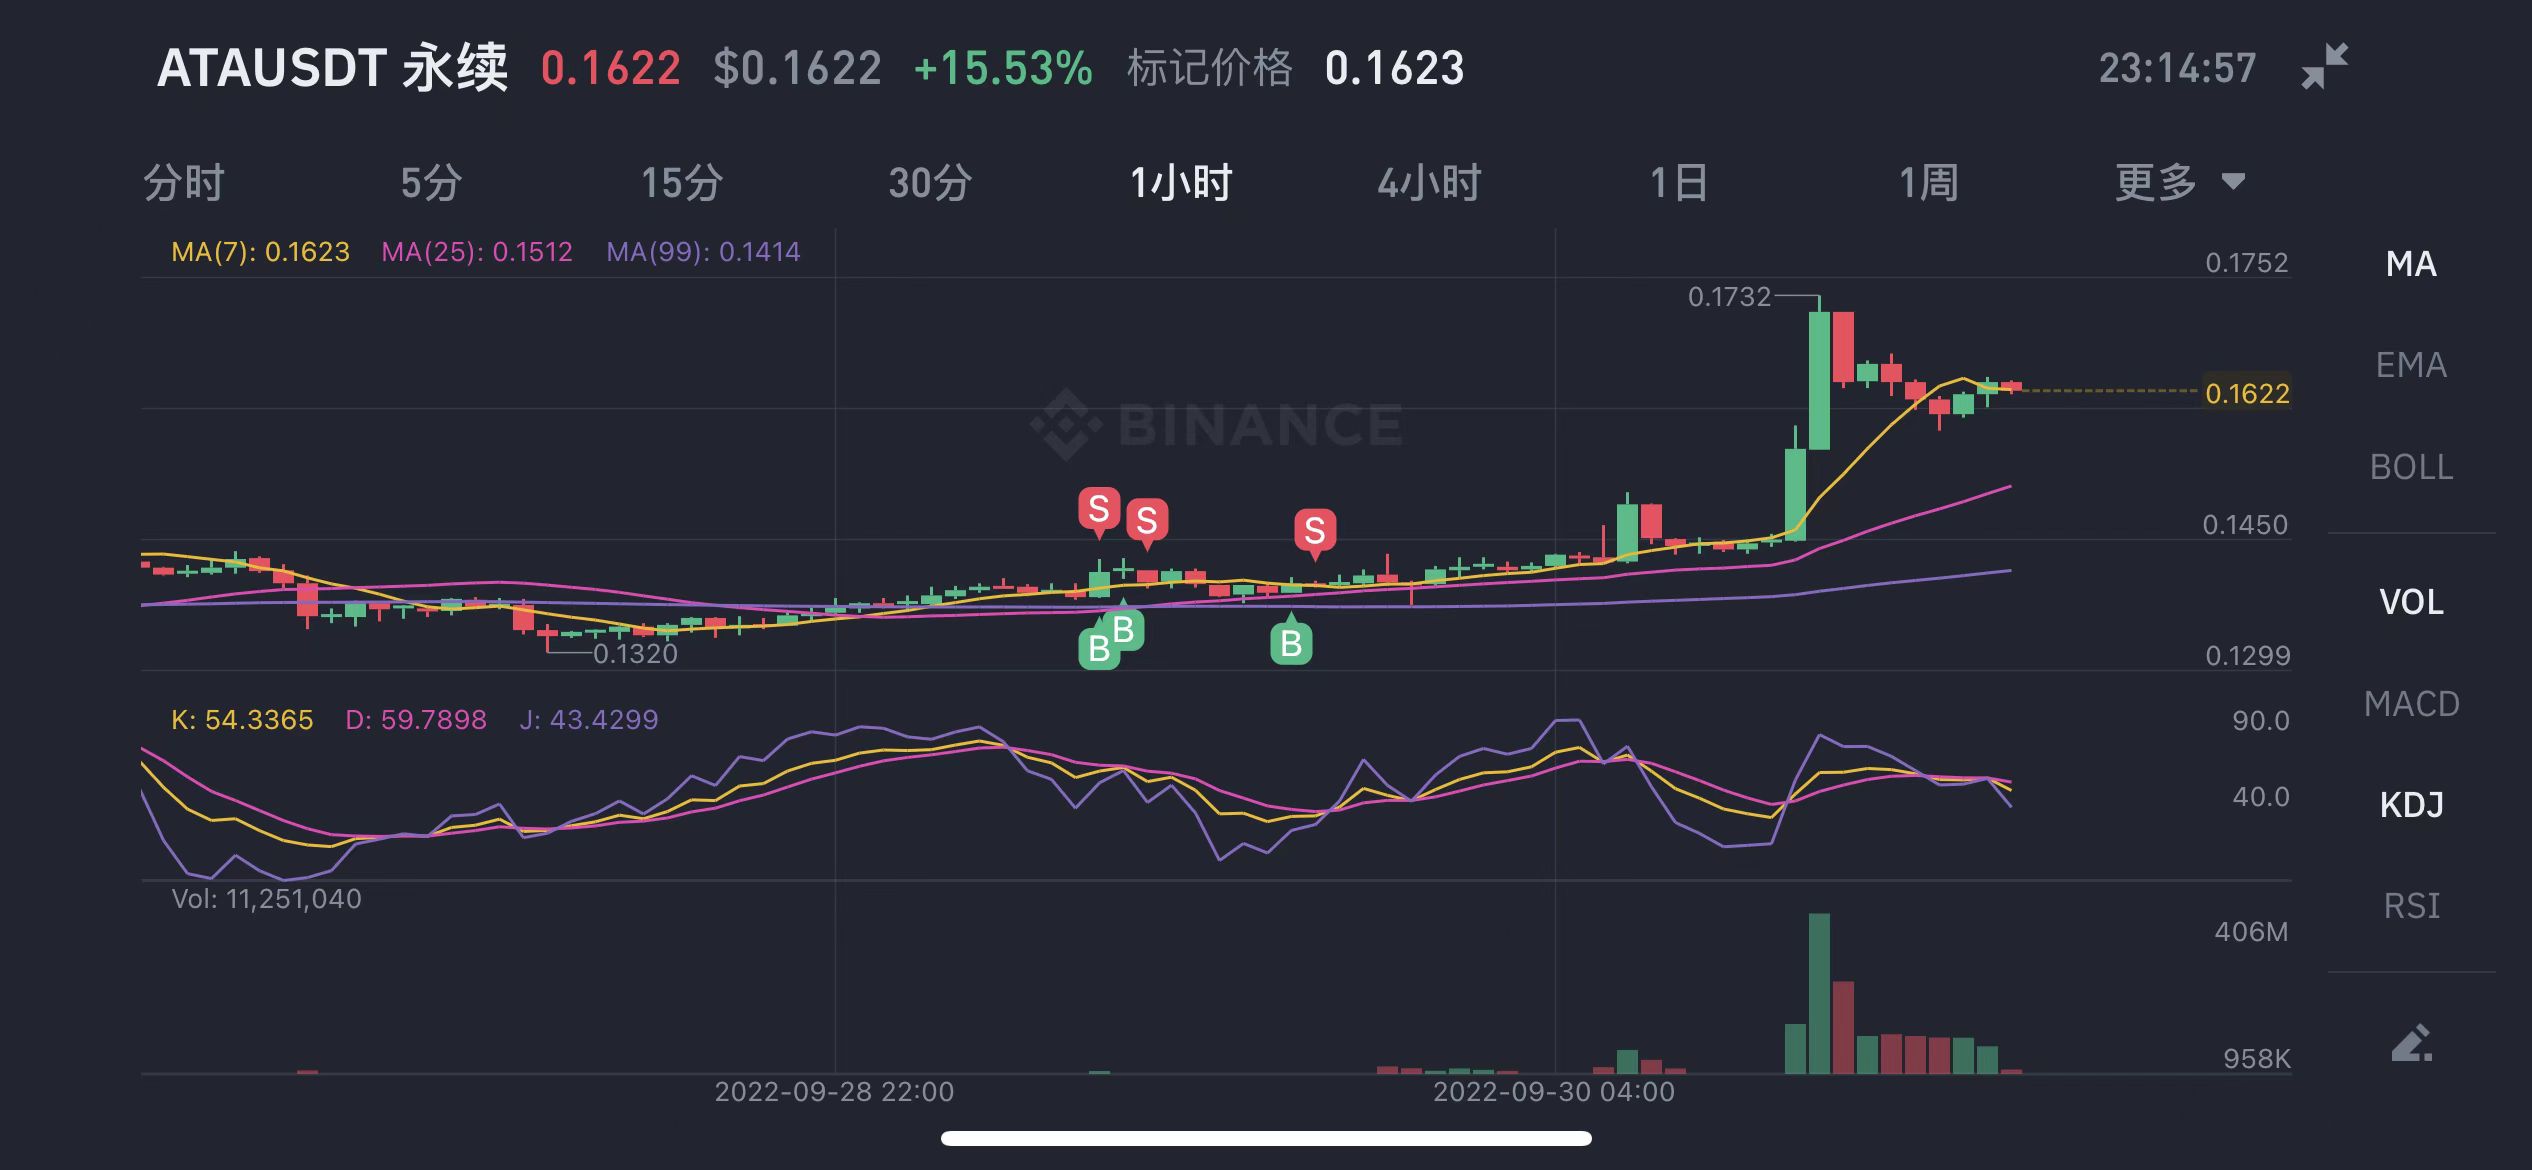 ATAUSDT 永续 0.1622 $0.1622 +15.53% 标记价格 0.1623 23:14:57
分时 5分 15分 30分 1小时 4小时 1日 1周 更多
MA(7): 0.1623 MA(25): 0.1512 MA(99): 0.1414
0.1752
MA
0.1732
EMA
0.1622
BINANCE
BOLL
S S S
0.1450
VOL
B B B
0.1320
0.1299
MACD
K: 54.3365 D: 59.7898 J: 43.4299
90.0
40.0
KDJ
Vol: 11,251,040
RSI
406M
958K
2022-09-28 22:00 2022-09-30 04:00